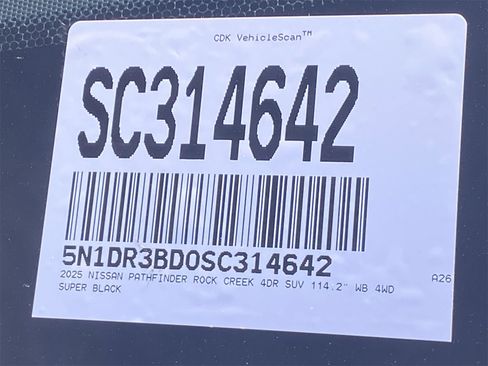 CDK VehicleScan™
SC314642
5N1DR3BD0SC314642
2025 NISSAN PATHFINDER ROCK CREEK 4DR SUV 114.2" WB 4WD A26
SUPER BLACK